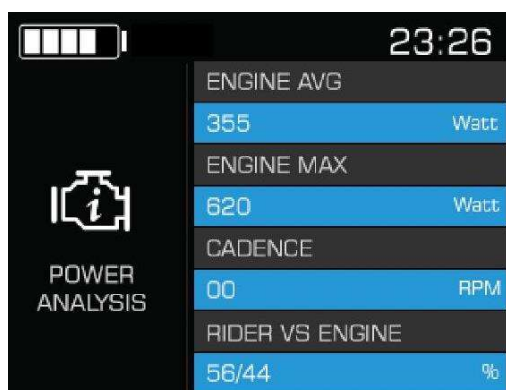 23:26
ENGINE AVG
355 Watt
ENGINE MAX
620 Watt
CADENCE
00 RPM
RIDER VS ENGINE
56/44 %
i
POWER
ANALYSIS